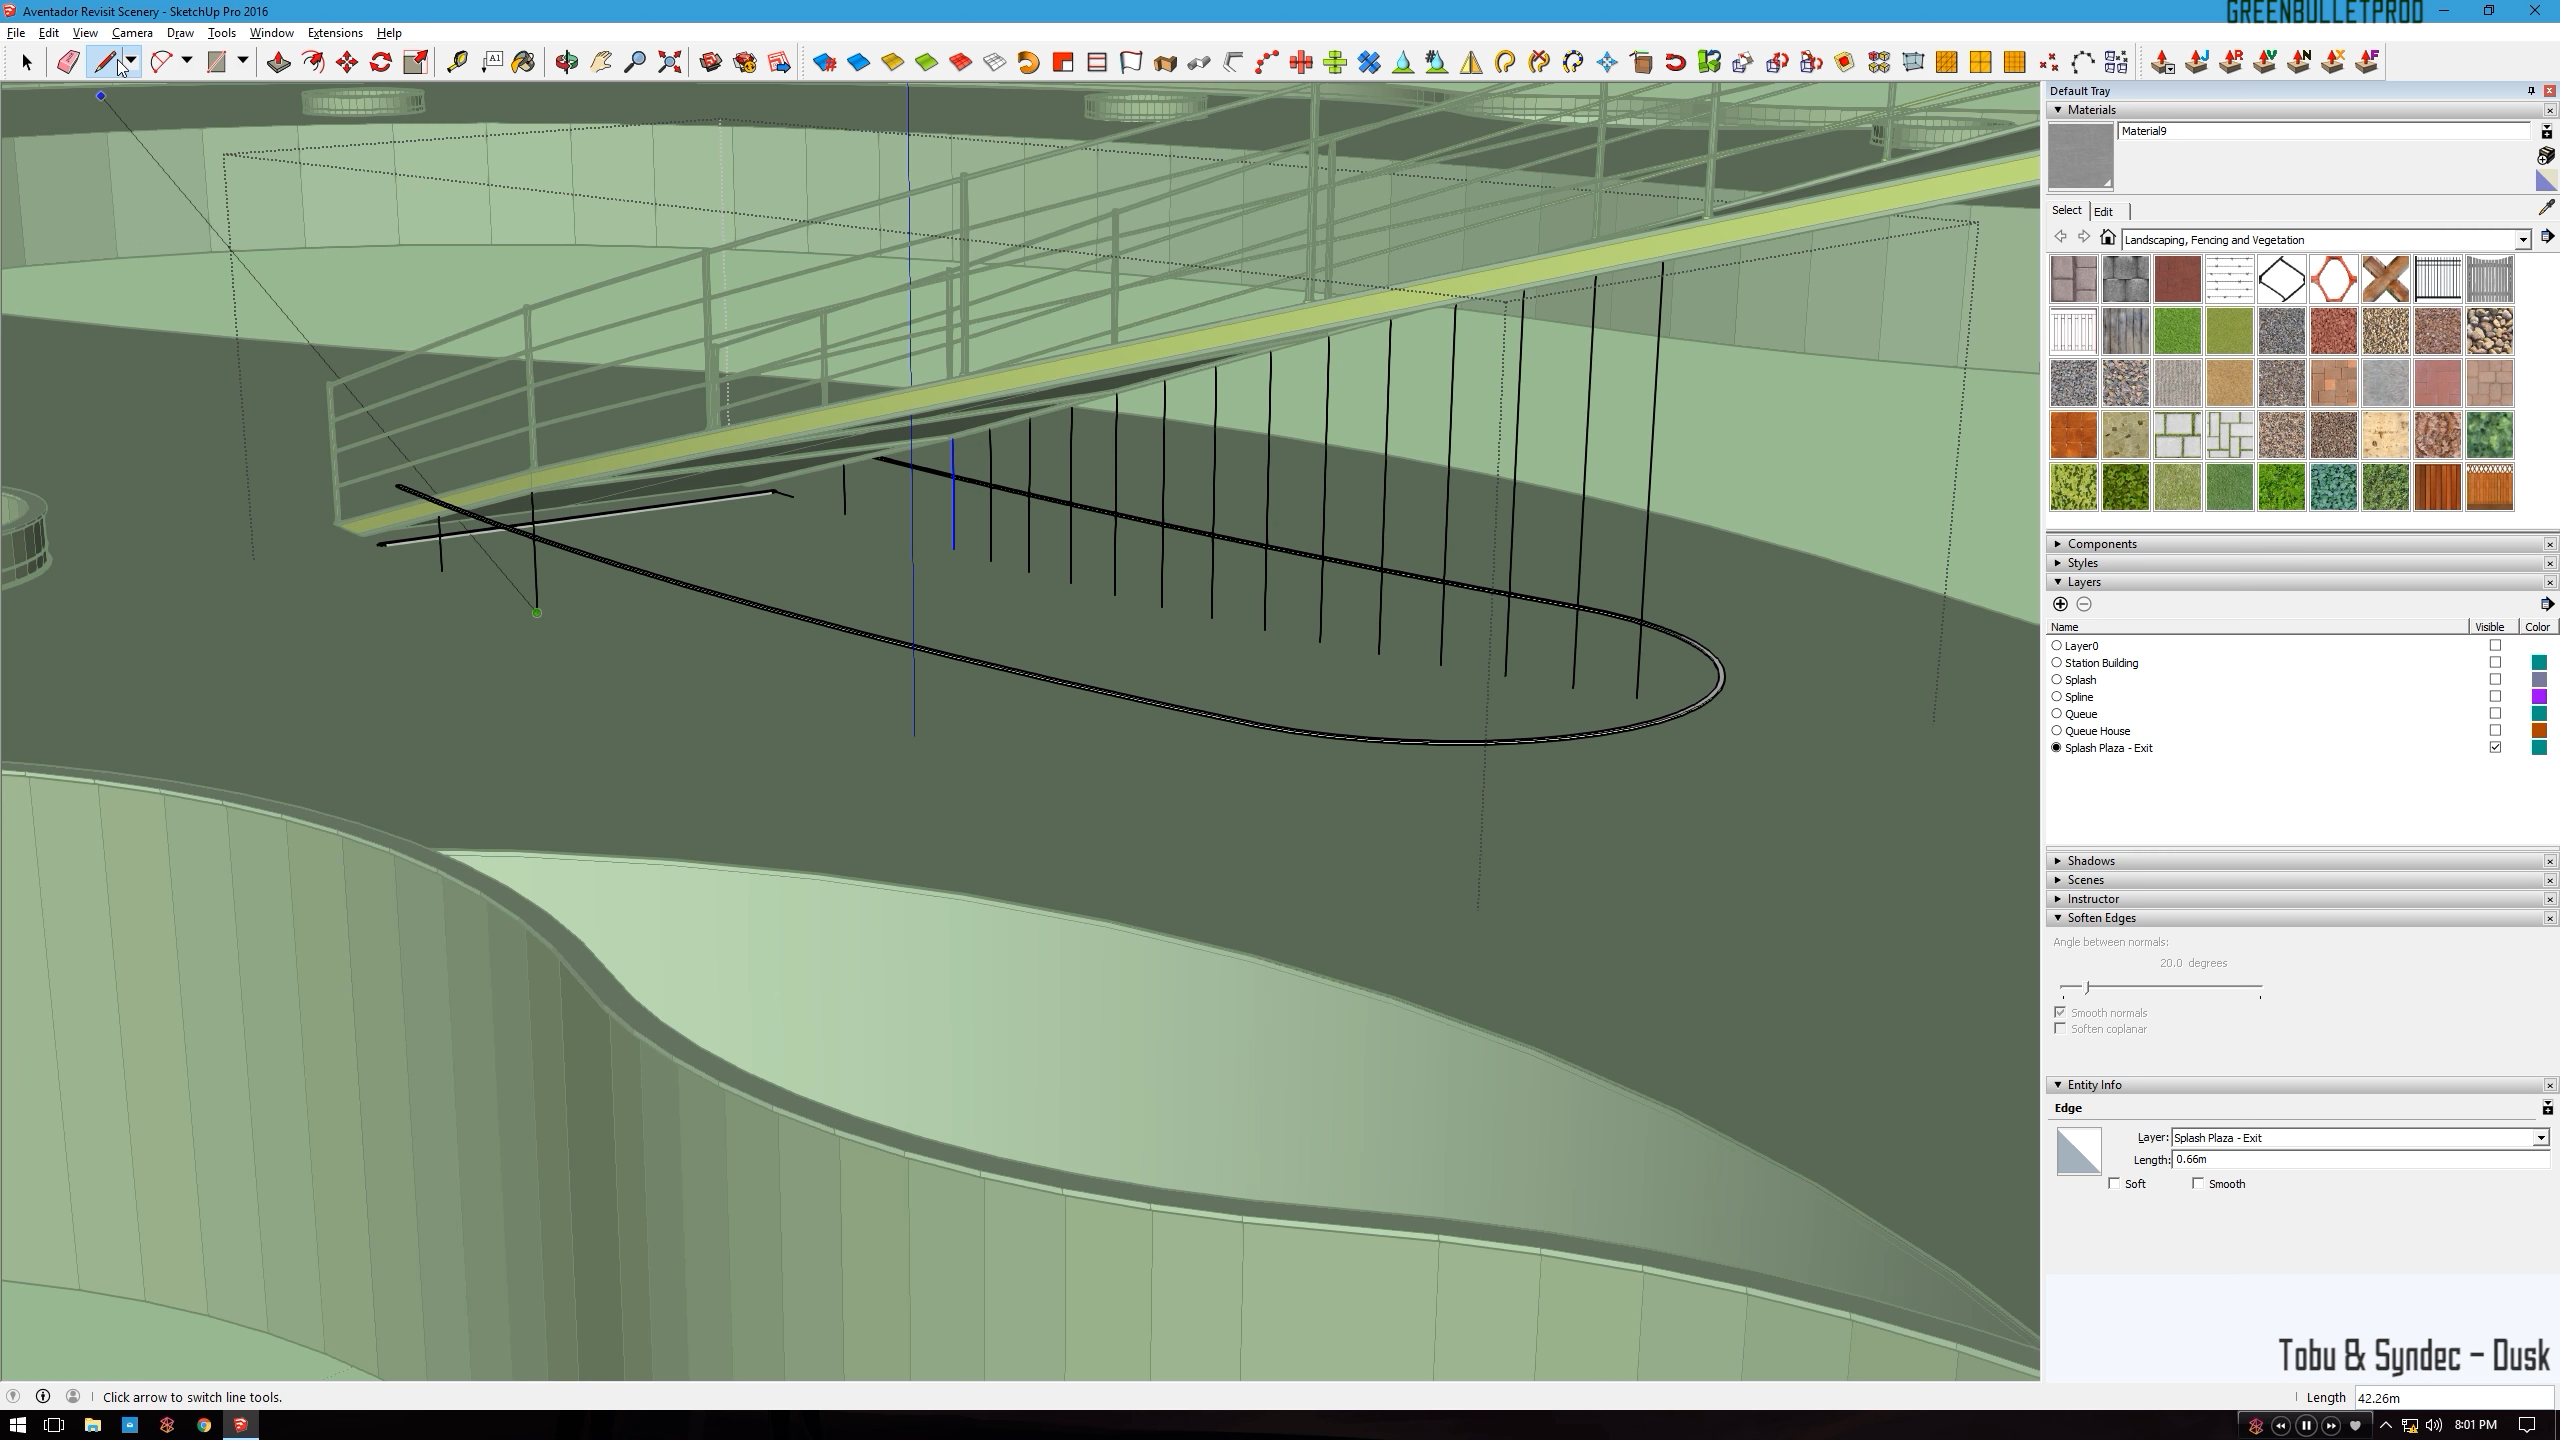 Aventador Revisit Scenery - SketchUp Pro 2016
GREENBULLETPROD
File Edit View Camera Draw Tools Window Extensions Help
A1
J R V N X F
Default Tray
Materials
Material9
Select Edit
Landscaping, Fencing and Vegetation
Components
Styles
Layers
Name Visible Color
Layer0
Station Building
Splash
Spline
Queue
Queue House
Splash Plaza - Exit
Shadows
Scenes
Instructor
Soften Edges
Angle between normals:
20.0 degrees
Smooth normals
Soften coplanar
Entity Info
Edge
Layer: Splash Plaza - Exit
Length: 0.66m
Soft Smooth
Tobu & Syndec - Dusk
Click arrow to switch line tools.
Length 42.26m
8:01 PM